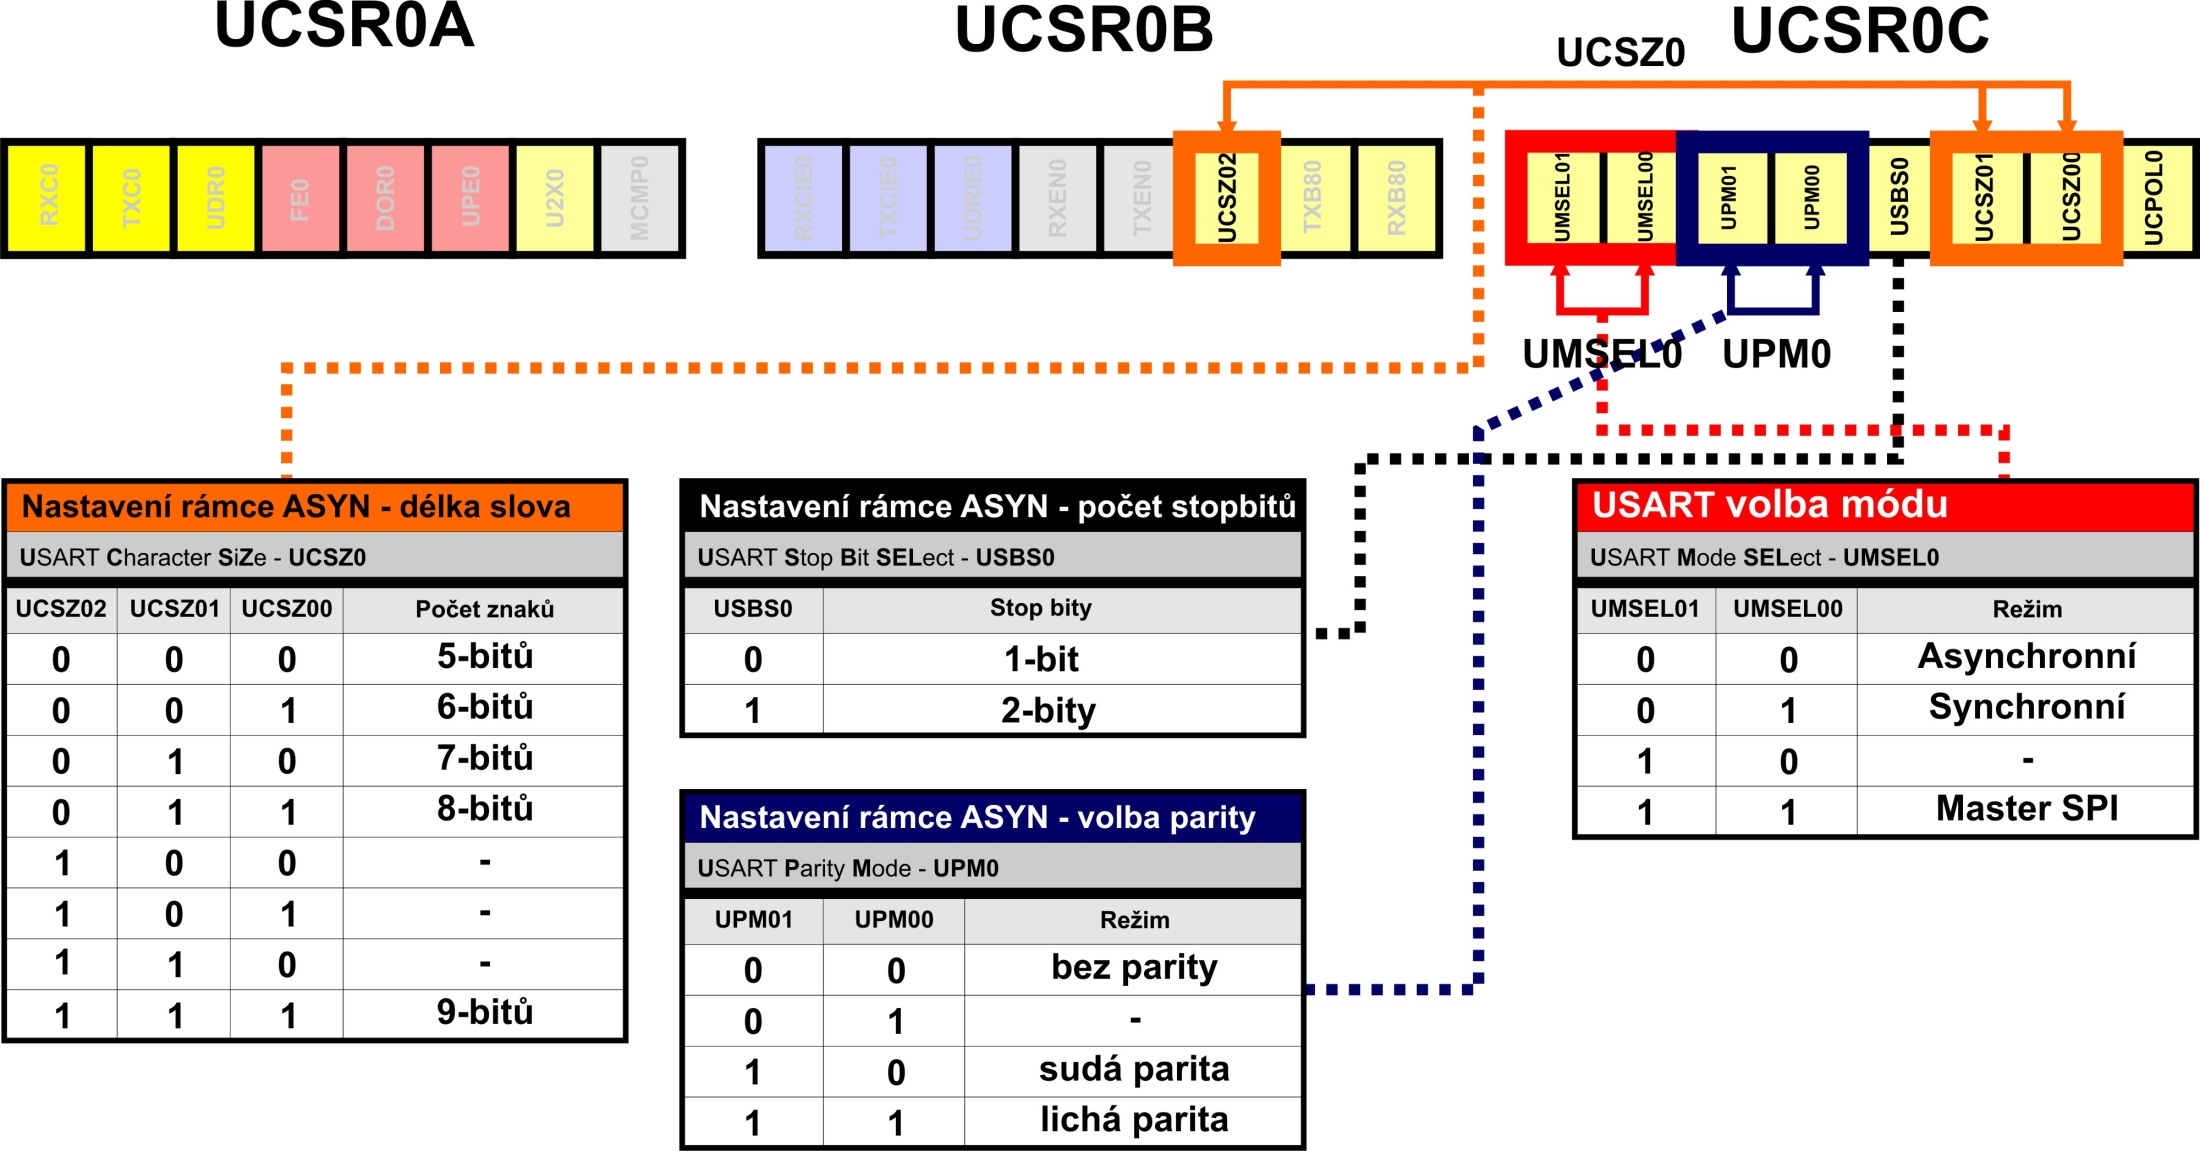 UCSR0A
UCSR0B
UCSR0C
UCSZ0
RXC0 TXC0 UDR0 FE0 DOR0 UPE0 U2X0 MCMP0
RXCIE0 TXCIE0 UDRIE0 RXEN0 TXEN0 UCSZ02 TXB80 RXB80
UMSEL01 UMSEL00 UPM01 UPM00 USBS0 UCSZ01 UCSZ00 UCPOL0
UMSEL0 UPM0
Nastavení rámce ASYN - délka slova
USART Character SiZe - UCSZ0
UCSZ02 UCSZ01 UCSZ00 Počet znaků
0 0 0 5-bitů
0 0 1 6-bitů
0 1 0 7-bitů
0 1 1 8-bitů
1 0 0 -
1 0 1 -
1 1 0 -
1 1 1 9-bitů
Nastavení rámce ASYN - počet stopbitů
USART Stop Bit SELect - USBS0
USBS0 Stop bity
0 1-bit
1 2-bity
Nastavení rámce ASYN - volba parity
USART Parity Mode - UPM0
UPM01 UPM00 Režim
0 0 bez parity
0 1 -
1 0 sudá parita
1 1 lichá parita
USART volba módu
USART Mode SELect - UMSEL0
UMSEL01 UMSEL00 Režim
0 0 Asynchronní
0 1 Synchronní
1 0 -
1 1 Master SPI